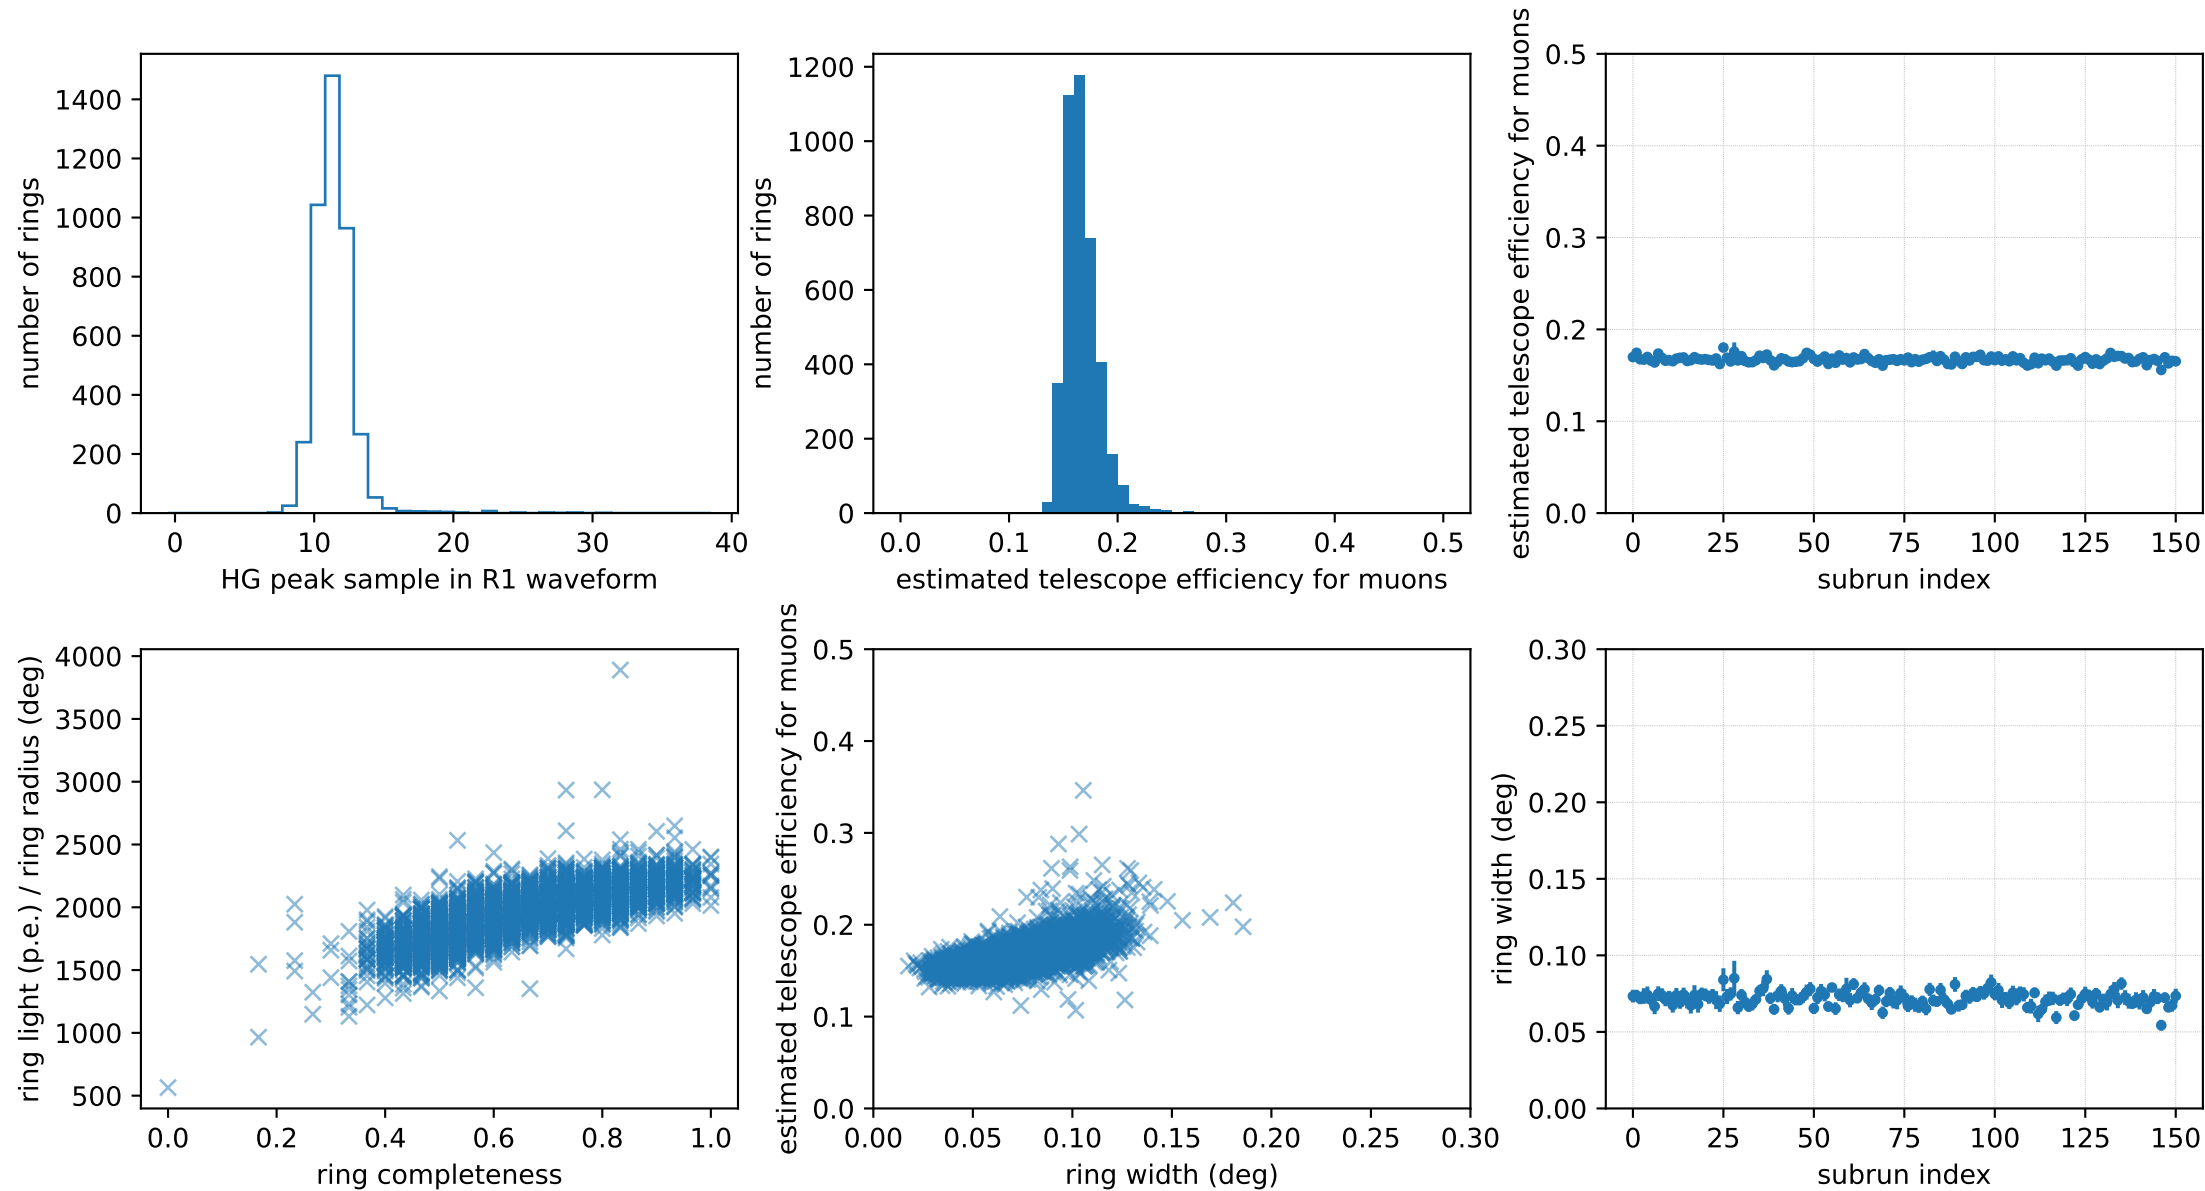 number of rings
1400
1200
1000
800
600
400
200
0
0 10 20 30 40
HG peak sample in R1 waveform
number of rings
1200
1000
800
600
400
200
0
0.0 0.1 0.2 0.3 0.4 0.5
estimated telescope efficiency for muons
estimated telescope efficiency for muons
0.5
0.4
0.3
0.2
0.1
0.0
0 25 50 75 100 125 150
subrun index
ring light (p.e.) / ring radius (deg)
4000
3500
3000
2500
2000
1500
1000
500
0.0 0.2 0.4 0.6 0.8 1.0
ring completeness
estimated telescope efficiency for muons
0.5
0.4
0.3
0.2
0.1
0.0
0.00 0.05 0.10 0.15 0.20 0.25 0.30
ring width (deg)
ring width (deg)
0.30
0.25
0.20
0.15
0.10
0.05
0.00
0 25 50 75 100 125 150
subrun index